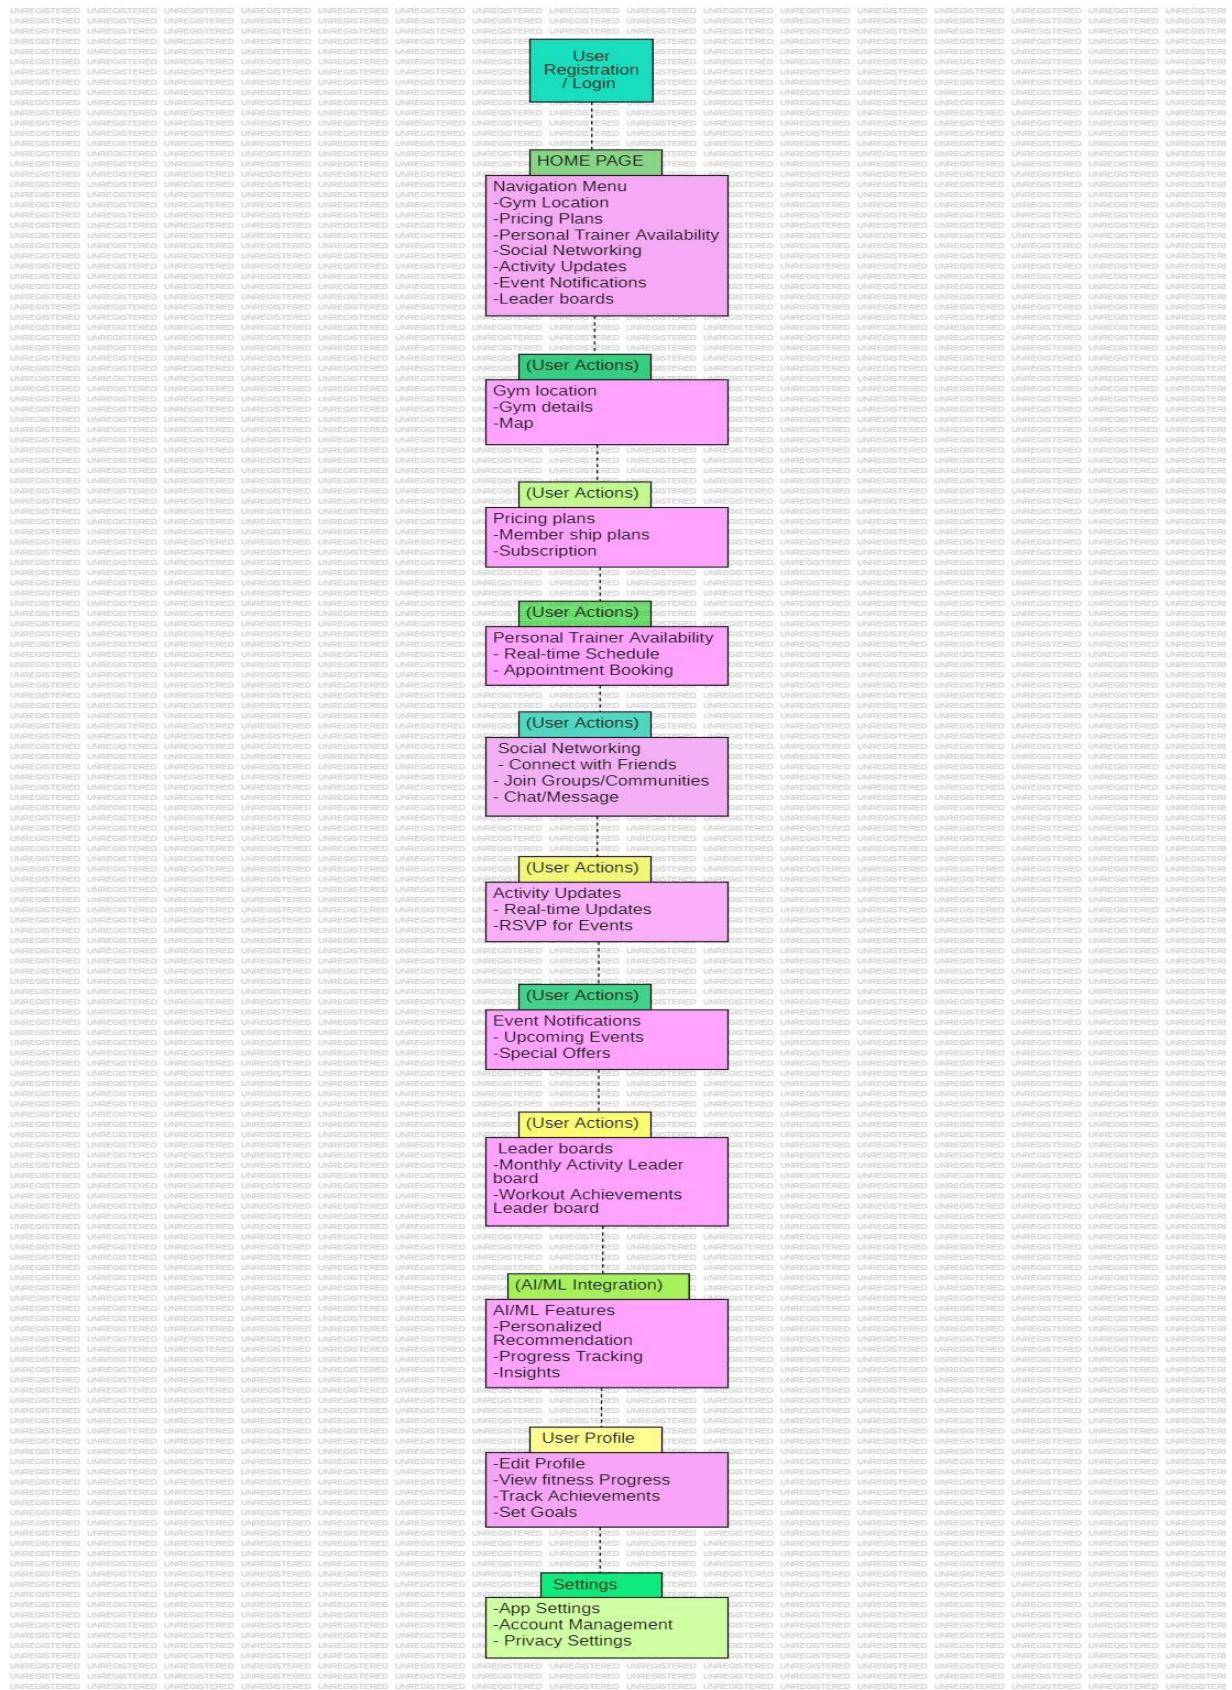 User
Registration
/ Login
HOME PAGE
Navigation Menu
-Gym Location
-Pricing Plans
-Personal Trainer Availability
-Social Networking
-Activity Updates
-Event Notifications
-Leader boards
(User Actions)
Gym location
-Gym details
-Map
(User Actions)
Pricing plans
-Member ship plans
-Subscription
(User Actions)
Personal Trainer Availability
- Real-time Schedule
- Appointment Booking
(User Actions)
Social Networking
- Connect with Friends
- Join Groups/Communities
- Chat/Message
(User Actions)
Activity Updates
- Real-time Updates
-RSVP for Events
(User Actions)
Event Notifications
- Upcoming Events
-Special Offers
(User Actions)
Leader boards
-Monthly Activity Leader
board
-Workout Achievements
Leader board
(AI/ML Integration)
AI/ML Features
-Personalized
Recommendation
-Progress Tracking
-Insights
User Profile
-Edit Profile
-View fitness Progress
-Track Achievements
-Set Goals
Settings
-App Settings
-Account Management
- Privacy Settings
UNREGISTERED